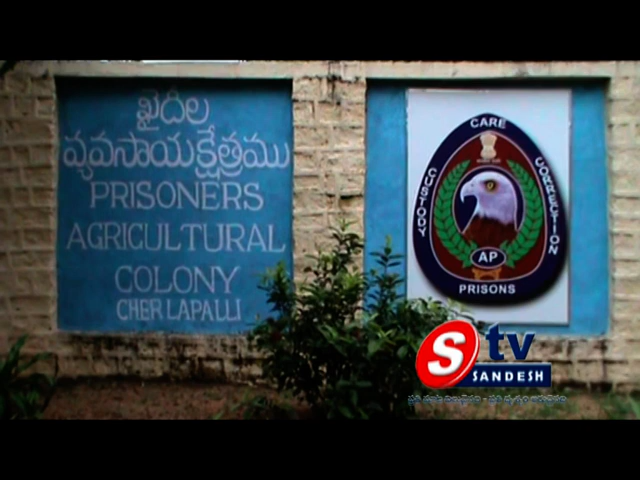 ఖైదీల
వ్యవసాయక్షేత్రము
PRISONERS
AGRICULTURAL
COLONY
CHERLAPALLI
CARE
CUSTODY
CORRECTION
AP
PRISONS
S tv
SANDESH